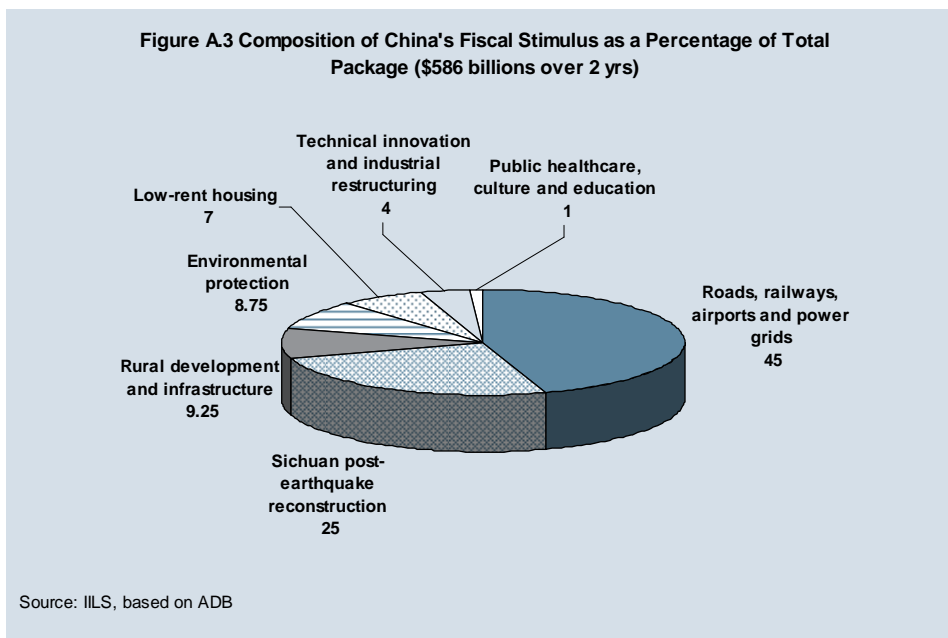 Figure A.3 Composition of China's Fiscal Stimulus as a Percentage of Total
Package ($586 billions over 2 yrs)
Technical innovation
and industrial
restructuring
4
Public healthcare,
culture and education
1
Low-rent housing
7
Environmental
protection
8.75
Roads, railways,
airports and power
grids
45
Rural development
and infrastructure
9.25
Sichuan post-
earthquake
reconstruction
25
Source: IILS, based on ADB